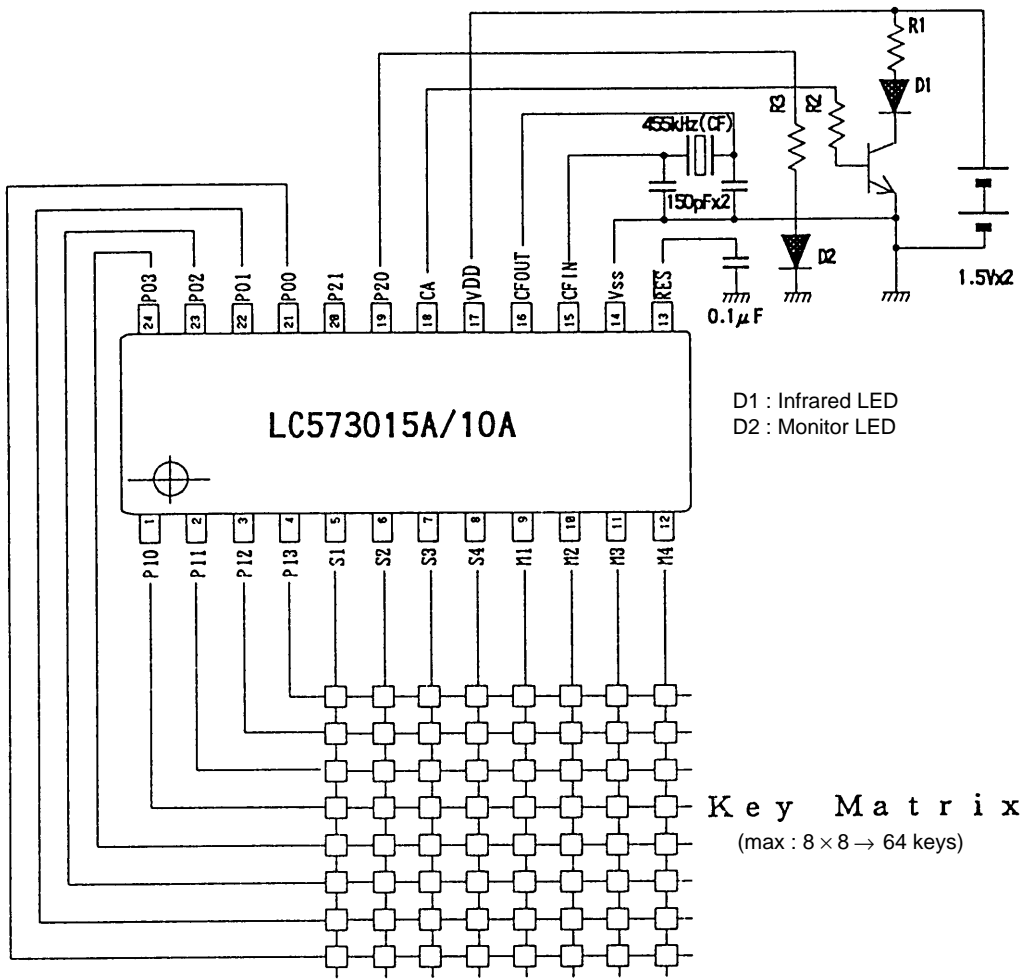 R1
D1
R3
R2
455kHz(CF)
150pFx2
D2
1.5Vx2
0.1μF
P03
P02
P01
P00
P21
P20
CA
VDD
CFOUT
CFIN
Vss
RES
24
23
22
21
20
19
18
17
16
15
14
13
LC573015A/10A
D1 : Infrared LED
D2 : Monitor LED
1
2
3
4
5
6
7
8
9
10
11
12
P10
P11
P12
P13
S1
S2
S3
S4
M1
M2
M3
M4
Key Matrix
(max : 8 × 8 → 64 keys)